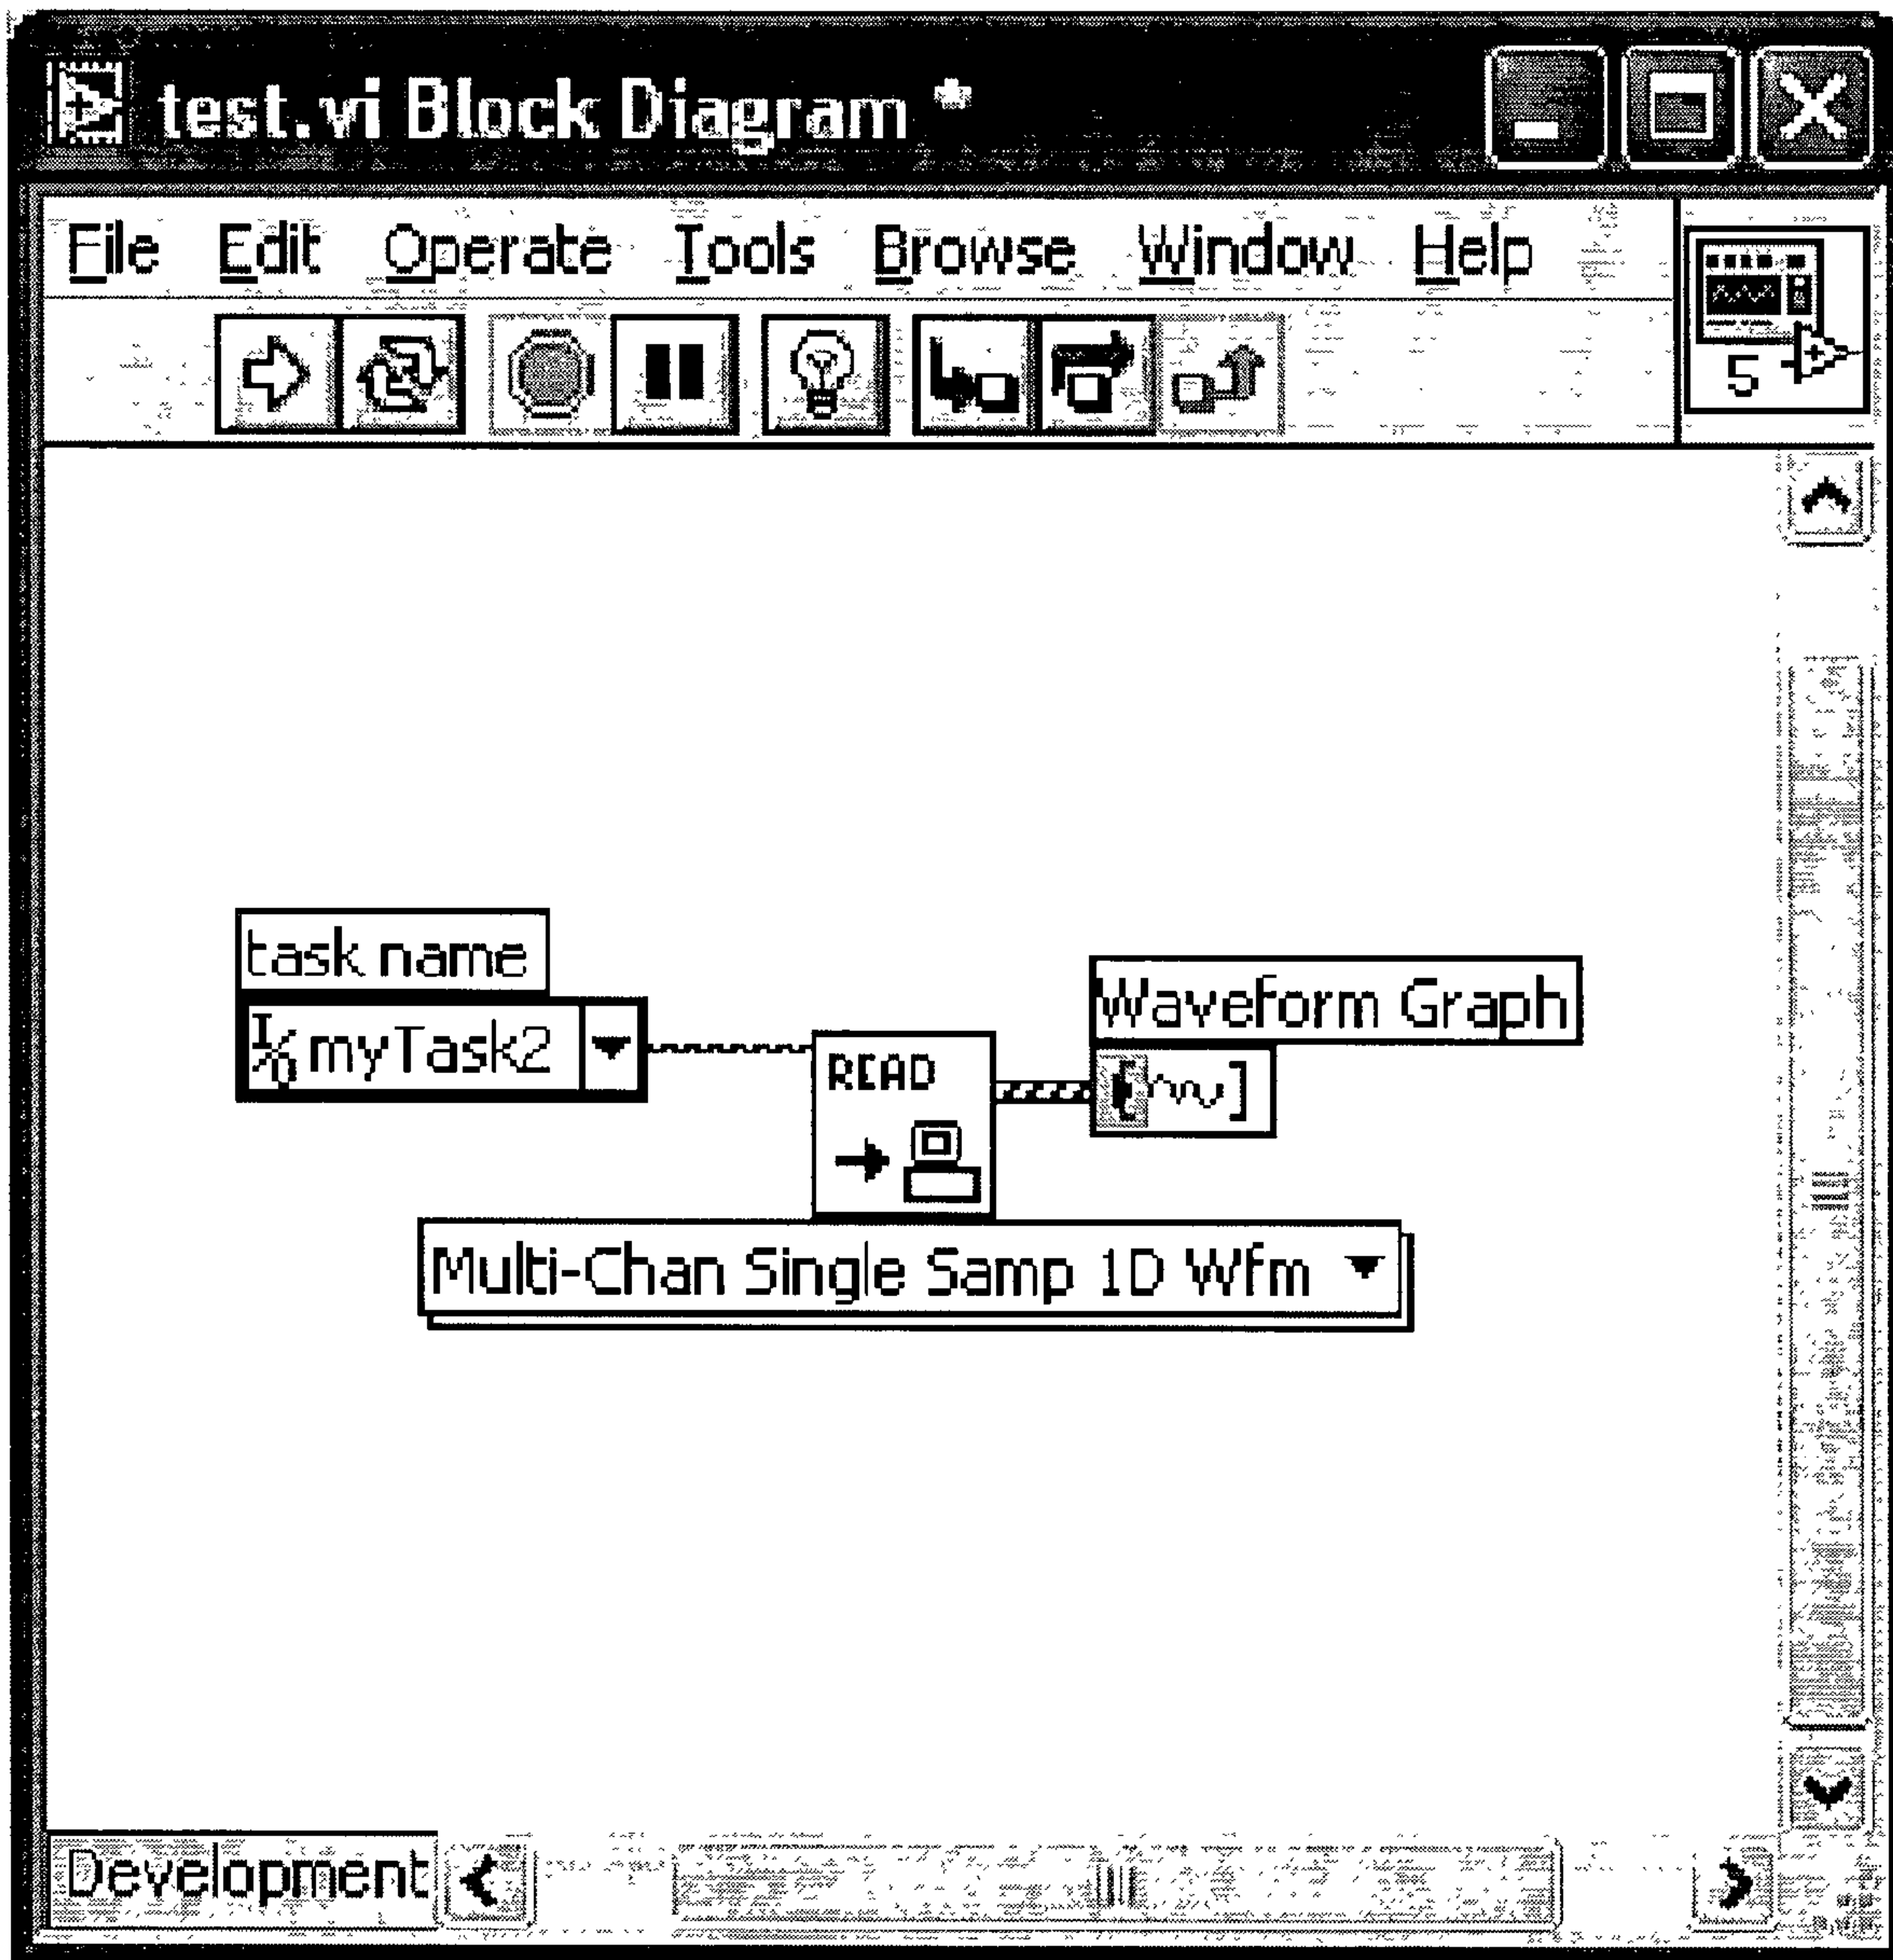 test.vi Block Diagram *
File Edit Operate Tools Browse Window Help
5
task name
I/O myTask2
Waveform Graph
READ
Multi-Chan Single Samp 1D Wfm
Development